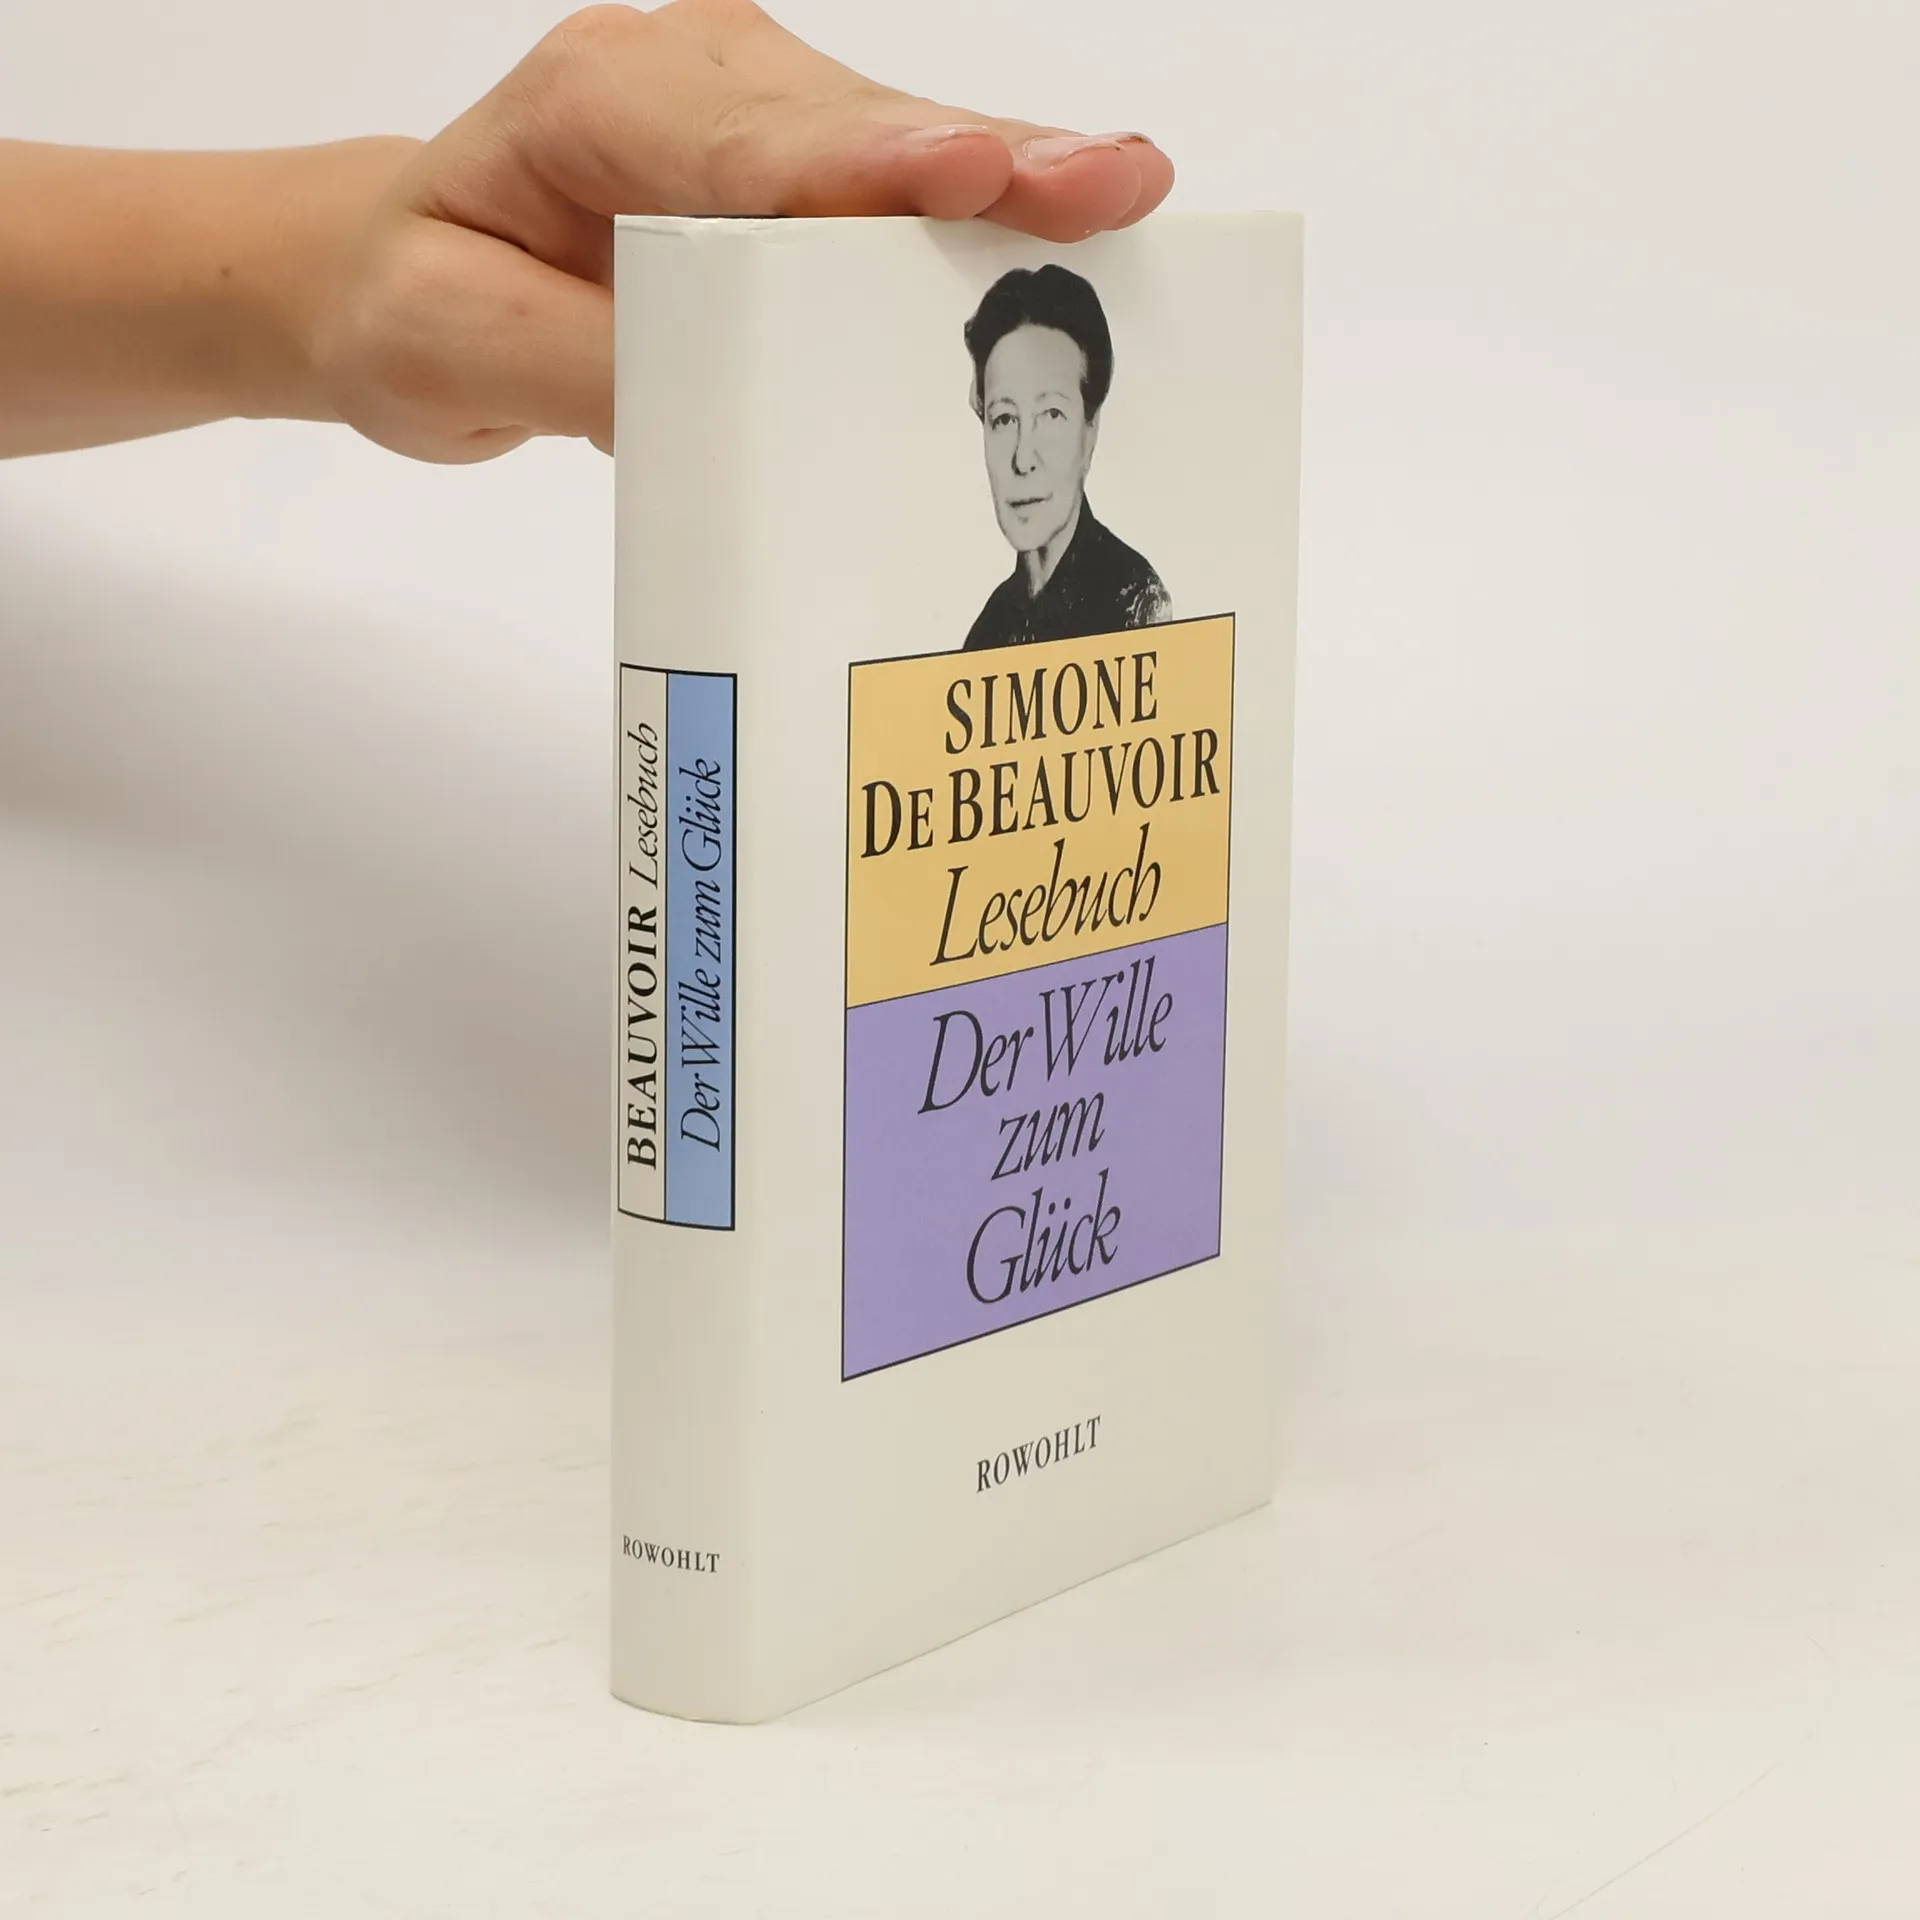 BEAUVOIR Lesebuch
Der Wille zum Glück
ROWOHLT
SIMONE
DE BEAUVOIR
Lesebuch
Der Wille
zum
Glück
ROWOHLT